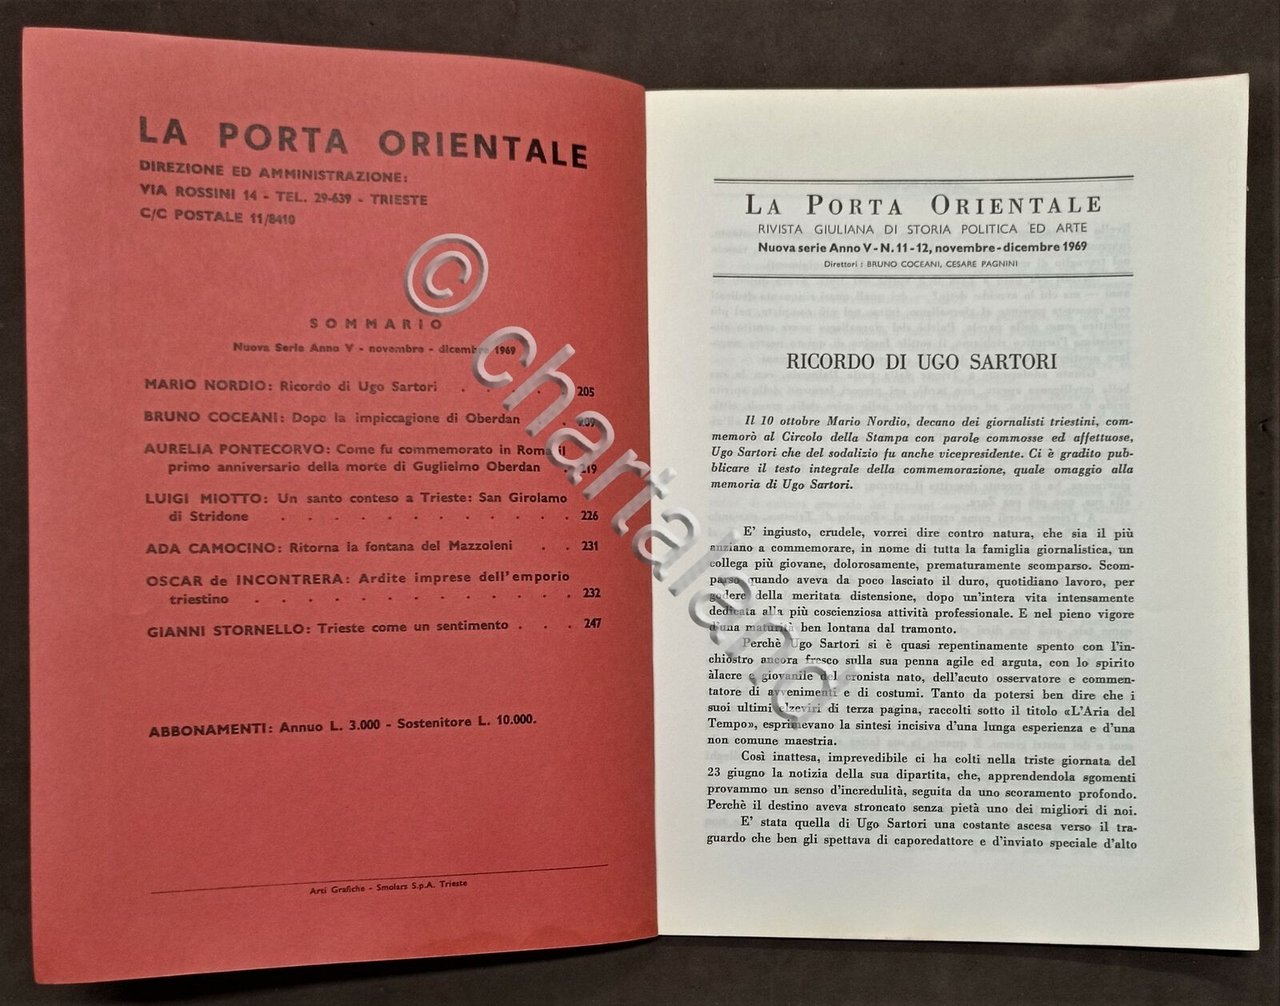 LA PORTA ORIENTALE
DIREZIONE ED AMMINISTRAZIONE:
VIA ROSSINI 14 - TEL. 29-639 - TRIESTE
C/C POSTALE 11/8410
SOMMARIO
Nuova Serie Anno V - novembre - dicembre 1969
MARIO NORDIO: Ricordo di Ugo Sartori . . . . 205
BRUNO COCEANI: Dopo la impiccagione di Oberdan . 209
AURELIA PONTECORVO: Come fu commemorato in Roma il
primo anniversario della morte di Guglielmo Oberdan . 219
LUIGI MIOTTO: Un santo conteso a Trieste: San Girolamo
di Stridone . . . . . . . . . . . . 226
ADA CAMOCINO: Ritorna la fontana del Mazzoleni . . 231
OSCAR de INCONTRERA: Ardite imprese dell'emporio
triestino . . . . . . . . . . . . . 232
GIANNI STORNELLO: Trieste come un sentimento . . . 247
ABBONAMENTI: Annuo L. 3.000 - Sostenitore L. 10.000.
Arti Grafiche - Smolars S.p.A. Trieste
LA PORTA ORIENTALE
RIVISTA GIULIANA DI STORIA POLITICA ED ARTE
Nuova serie Anno V - N. 11 - 12, novembre - dicembre 1969
Direttori : BRUNO COCEANI, CESARE PAGNINI
RICORDO DI UGO SARTORI
Il 10 ottobre Mario Nordio, decano dei giornalisti triestini, com-
memorò al Circolo della Stampa con parole commosse ed affettuose,
Ugo Sartori che del sodalizio fu anche vicepresidente. Ci è gradito pub-
blicare il testo integrale della commemorazione, quale omaggio alla
memoria di Ugo Sartori.
E' ingiusto, crudele, vorrei dire contro natura, che sia il più
anziano a commemorare, in nome di tutta la famiglia giornalistica, un
collega più giovane, dolorosamente, prematuramente scomparso. Scom-
parso quando aveva da poco lasciato il duro, quotidiano lavoro, per
godere della meritata distensione, dopo un'intera vita intensamente
dedicata alla più coscienziosa attività professionale. E nel pieno vigore
d'una maturità ben lontana dal tramonto.
Perchè Ugo Sartori si è quasi repentinamente spento con l'in-
chiostro ancora fresco sulla sua penna agile ed arguta, con lo spirito
àlacre e giovanile del cronista nato, dell'acuto osservatore e commen-
tatore di avvenimenti e di costumi. Tanto da potersi ben dire che i
suoi ultimi elzeviri di terza pagina, raccolti sotto il titolo «L'Aria del
Tempo», esprimevano la sintesi incisiva d'una lunga esperienza e d'una
non comune maestria.
Così inattesa, imprevedibile ci ha colti nella triste giornata del
23 giugno la notizia della sua dipartita, che, apprendendola sgomenti
provammo un senso d'incredulità, seguita da uno scoramento profondo.
Perchè il destino aveva stroncato senza pietà uno dei migliori di noi.
E' stata quella di Ugo Sartori una costante ascesa verso il tra-
guardo che ben gli spettava di caporedattore e d'inviato speciale d'alto
© chartaland